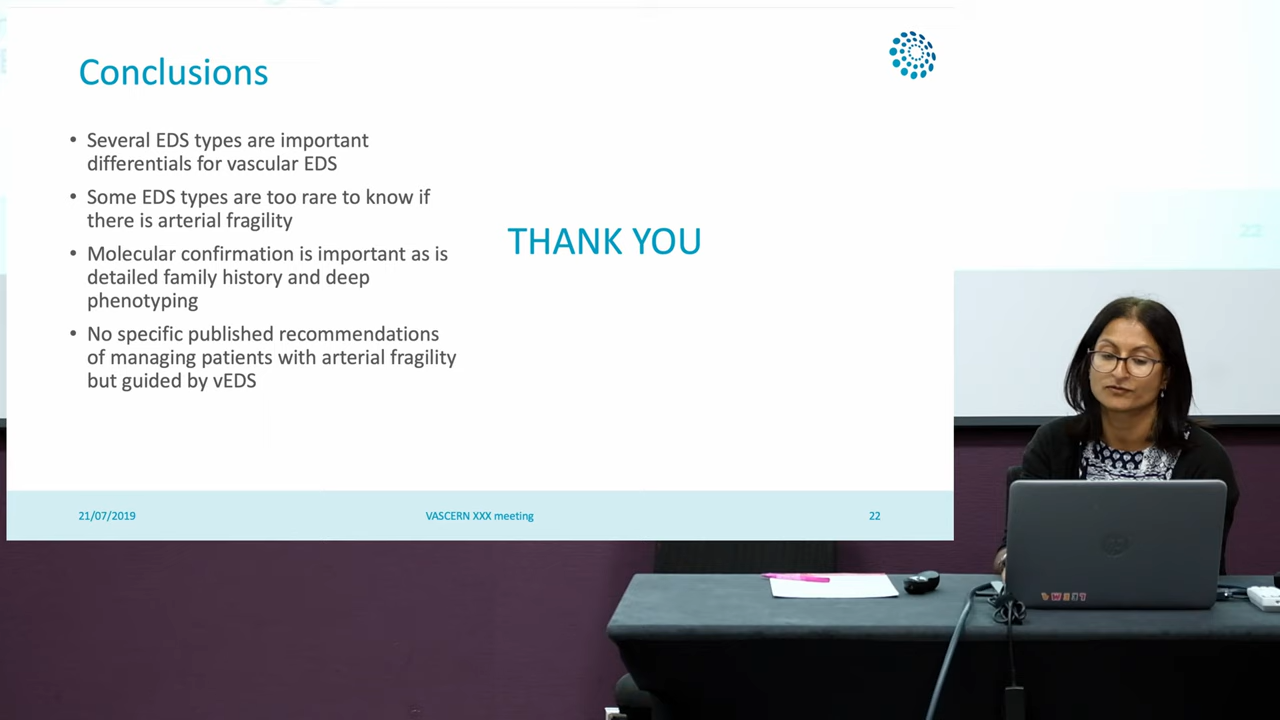 Conclusions
• Several EDS types are important
differentials for vascular EDS
• Some EDS types are too rare to know if
there is arterial fragility
• Molecular confirmation is important as is
detailed family history and deep
phenotyping
• No specific published recommendations
of managing patients with arterial fragility
but guided by vEDS
THANK YOU
21/07/2019
VASCERN XXX meeting
22
22